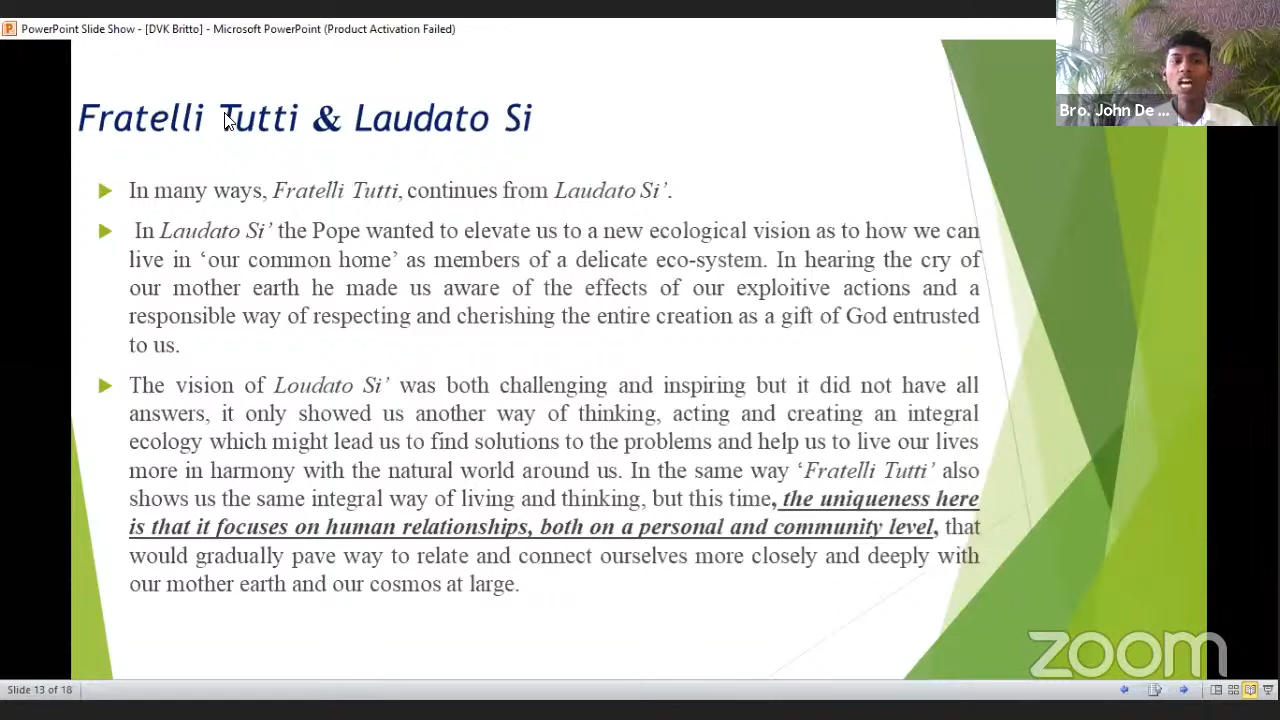 PowerPoint Slide Show - [DVK Britto] - Microsoft PowerPoint (Product Activation Failed)
Bro. John De ...
Fratelli Tutti & Laudato Si
In many ways, Fratelli Tutti, continues from Laudato Si’.
In Laudato Si’ the Pope wanted to elevate us to a new ecological vision as to how we can
live in ‘our common home’ as members of a delicate eco-system. In hearing the cry of
our mother earth he made us aware of the effects of our exploitive actions and a
responsible way of respecting and cherishing the entire creation as a gift of God entrusted
to us.
The vision of Loudato Si’ was both challenging and inspiring but it did not have all
answers, it only showed us another way of thinking, acting and creating an integral
ecology which might lead us to find solutions to the problems and help us to live our lives
more in harmony with the natural world around us. In the same way ‘Fratelli Tutti’ also
shows us the same integral way of living and thinking, but this time, the uniqueness here
is that it focuses on human relationships, both on a personal and community level, that
would gradually pave way to relate and connect ourselves more closely and deeply with
our mother earth and our cosmos at large.
zoom
Slide 13 of 18